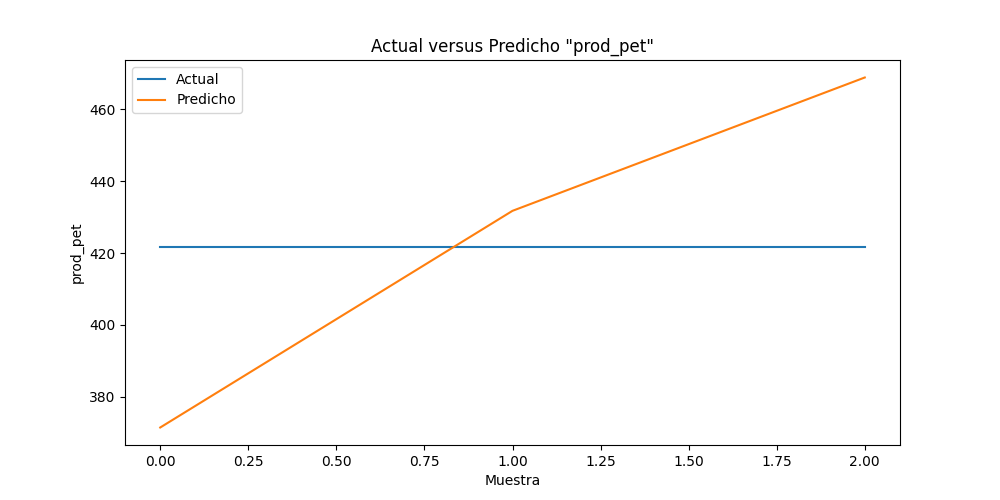 Actual versus Predicho "prod_pet"
Actual
Predicho
460
440
420
400
380
prod_pet
0.00 0.25 0.50 0.75 1.00 1.25 1.50 1.75 2.00
Muestra